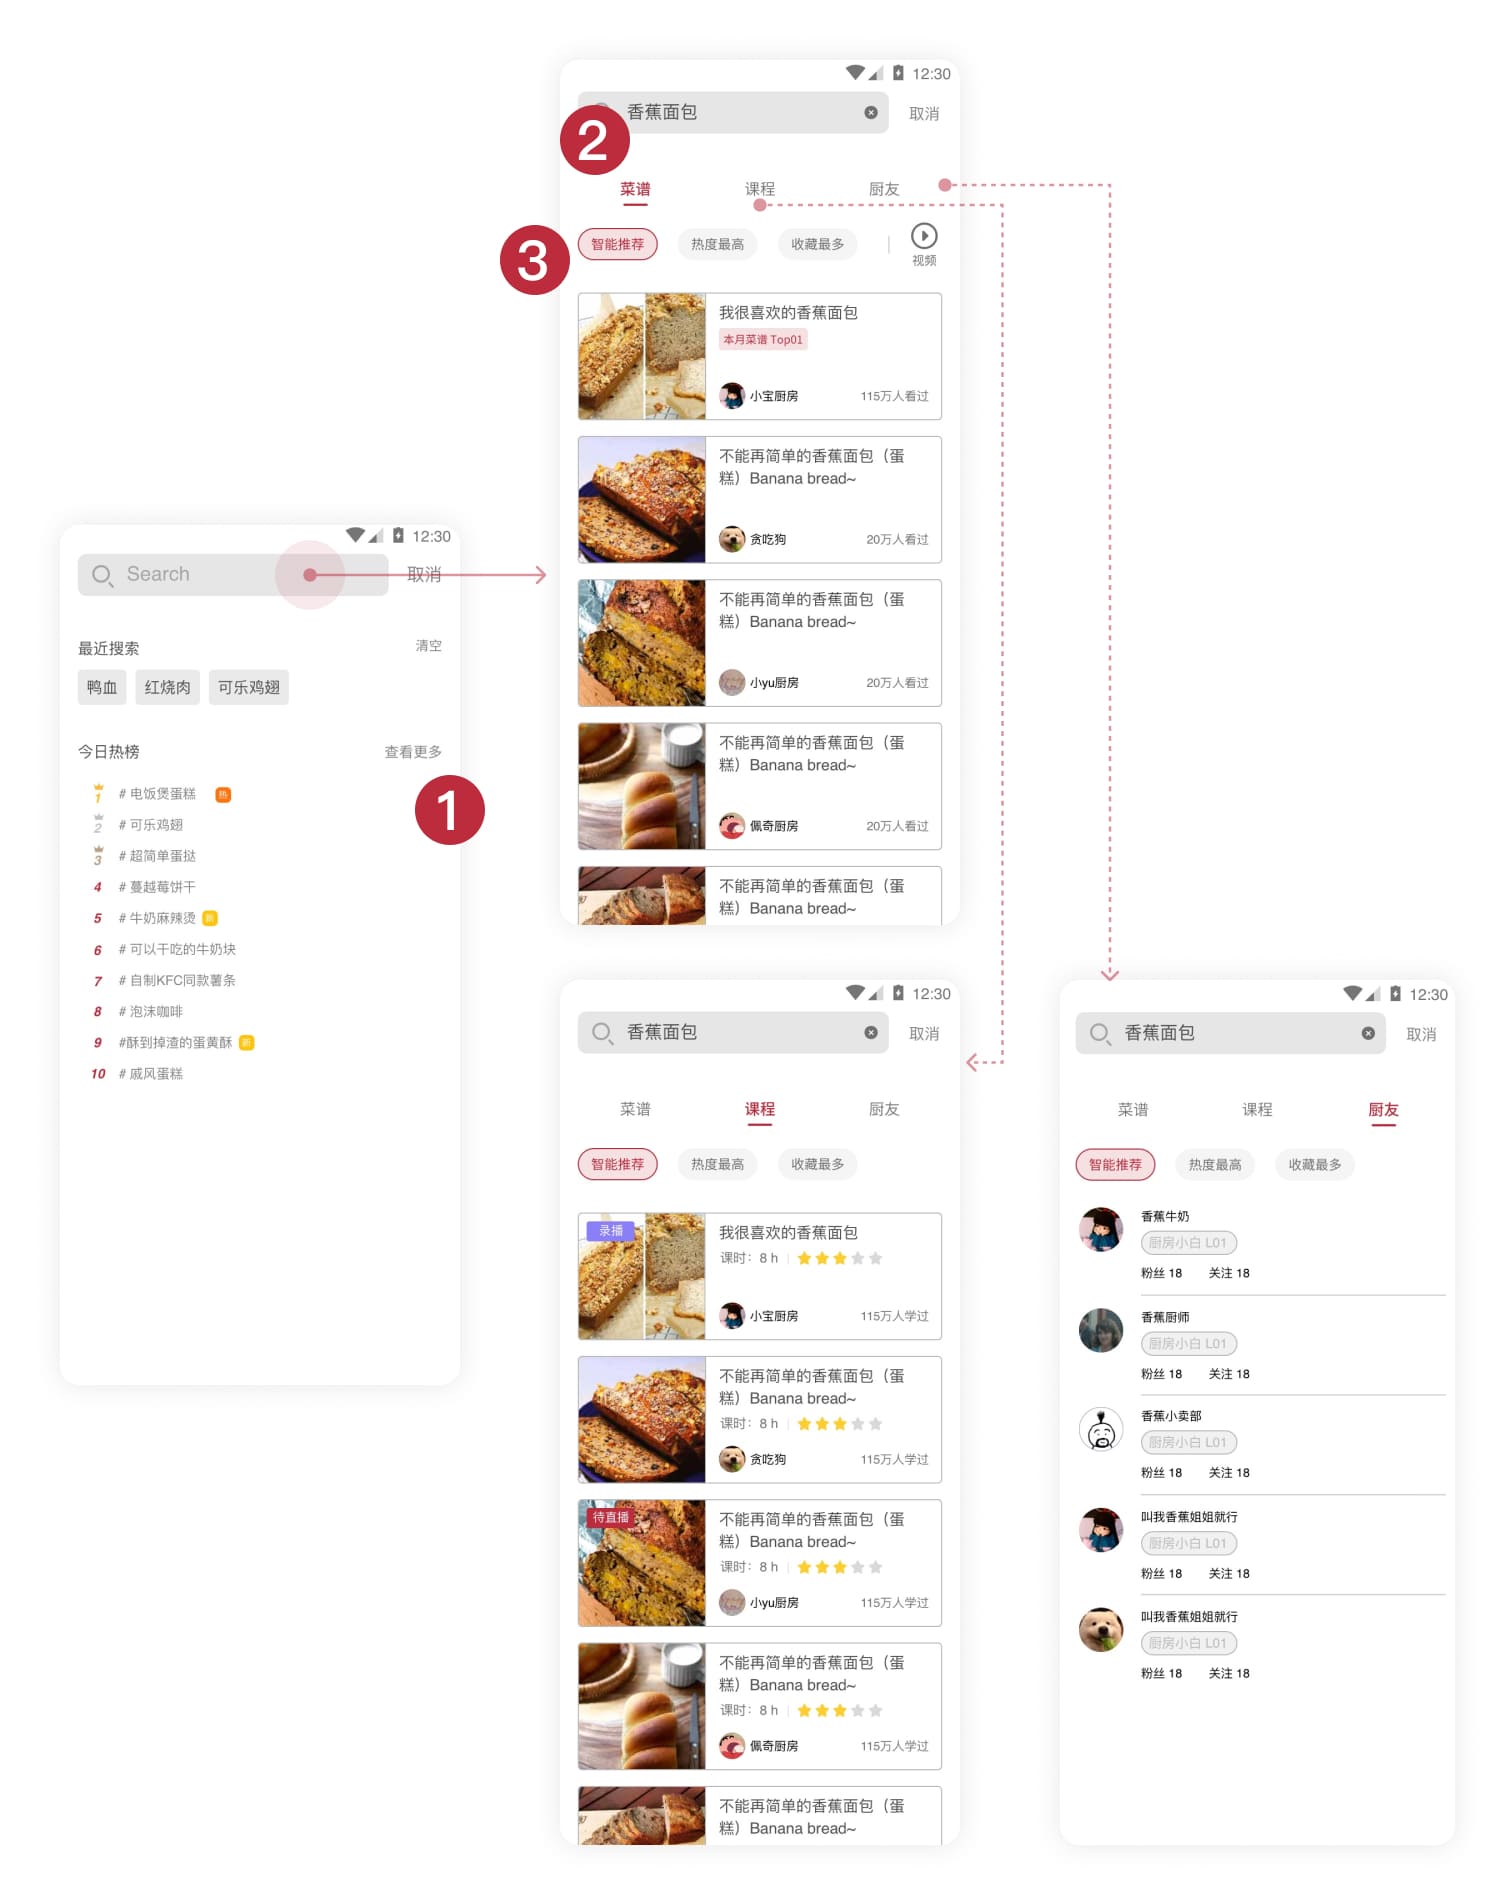 12:30
Search
取消
最近搜索
清空
鸭血
红烧肉
可乐鸡翅
今日热榜
查看更多
1
1 # 电饭煲蛋糕 热
2 # 可乐鸡翅
3 # 超简单蛋挞
4 # 蔓越莓饼干
5 # 牛奶麻辣烫 新
6 # 可以干吃的牛奶块
7 # 自制KFC同款薯条
8 # 泡沫咖啡
9 #酥到掉渣的蛋黄酥 新
10 # 戚风蛋糕
12:30
香蕉面包
取消
2
菜谱
课程
厨友
3
智能推荐
热度最高
收藏最多
视频
我很喜欢的香蕉面包
本月菜谱 Top01
小宝厨房
115万人看过
不能再简单的香蕉面包（蛋
糕）Banana bread~
贪吃狗
20万人看过
不能再简单的香蕉面包（蛋
糕）Banana bread~
小yu厨房
20万人看过
不能再简单的香蕉面包（蛋
糕）Banana bread~
佩奇厨房
20万人看过
不能再简单的香蕉面包（蛋
糕）Banana bread~
12:30
香蕉面包
取消
菜谱
课程
厨友
智能推荐
热度最高
收藏最多
录播
我很喜欢的香蕉面包
课时：8 h
小宝厨房
115万人学过
不能再简单的香蕉面包（蛋
糕）Banana bread~
课时：8 h
贪吃狗
115万人学过
待直播
不能再简单的香蕉面包（蛋
糕）Banana bread~
课时：8 h
小yu厨房
115万人学过
不能再简单的香蕉面包（蛋
糕）Banana bread~
课时：8 h
佩奇厨房
115万人学过
不能再简单的香蕉面包（蛋
糕）Banana bread~
12:30
香蕉面包
取消
菜谱
课程
厨友
智能推荐
热度最高
收藏最多
香蕉牛奶
厨房小白 L01
粉丝 18 关注 18
香蕉厨师
厨房小白 L01
粉丝 18 关注 18
香蕉小卖部
厨房小白 L01
粉丝 18 关注 18
叫我香蕉姐姐就行
厨房小白 L01
粉丝 18 关注 18
叫我香蕉姐姐就行
厨房小白 L01
粉丝 18 关注 18